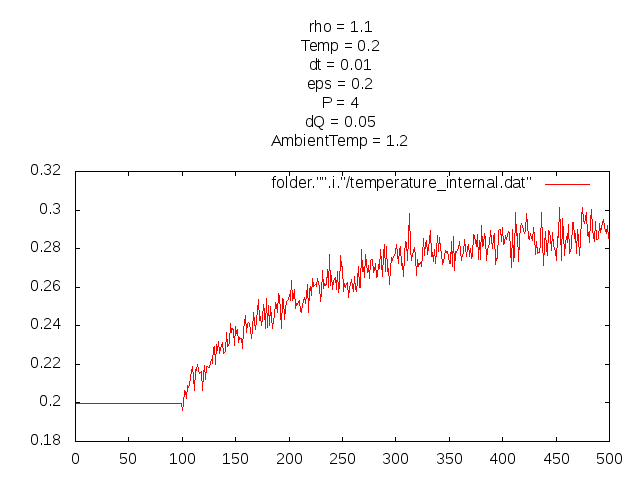 rho = 1.1
Temp = 0.2
dt = 0.01
eps = 0.2
P = 4
dQ = 0.05
AmbientTemp = 1.2
folder."".i."/temperature_internal.dat"
0.32
0.3
0.28
0.26
0.24
0.22
0.2
0.18
0 50 100 150 200 250 300 350 400 450 500